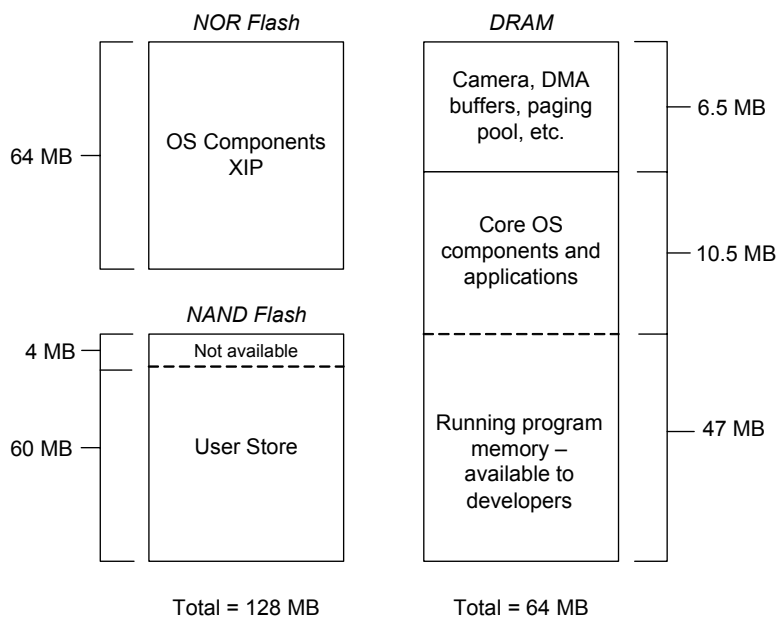 NOR Flash
64 MB
OS Components
XIP
NAND Flash
4 MB
Not available
60 MB
User Store
Total = 128 MB
DRAM
Camera, DMA
buffers, paging
pool, etc.
6.5 MB
Core OS
components and
applications
10.5 MB
Running program
memory –
available to
developers
47 MB
Total = 64 MB